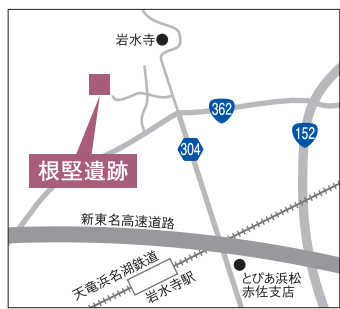 岩水寺
362
152
304
根堅遺跡
新東名高速道路
天竜浜名湖鉄道
岩水寺駅
とぴあ浜松
赤佐支店